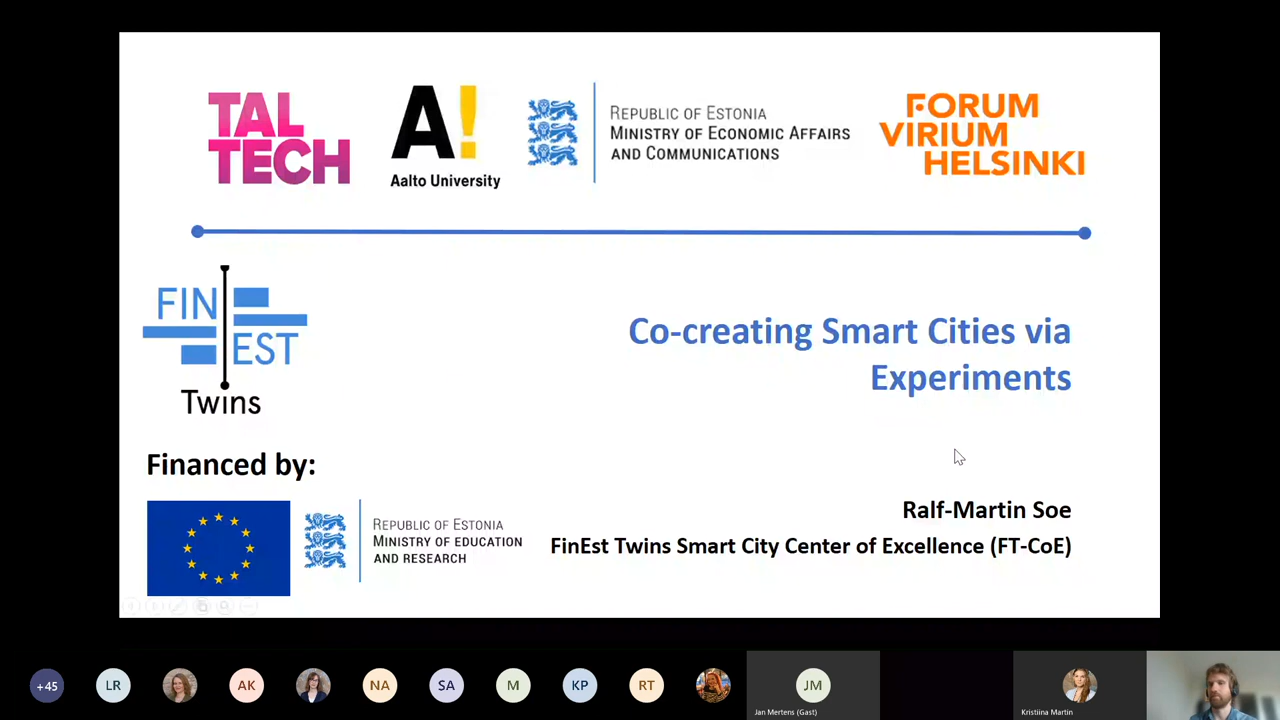 TAL
TECH
A!
Aalto University
REPUBLIC OF ESTONIA
MINISTRY OF ECONOMIC AFFAIRS
AND COMMUNICATIONS
FORUM
VIRIUM
HELSINKI
FIN
EST
Twins
Co-creating Smart Cities via
Experiments
Financed by:
REPUBLIC OF ESTONIA
MINISTRY OF EDUCATION
AND RESEARCH
Ralf-Martin Soe
FinEst Twins Smart City Center of Excellence (FT-CoE)
+45
LR
AK
NA
SA
M
KP
RT
JM
Jan Mertens (Gast)
Kristiina Martin